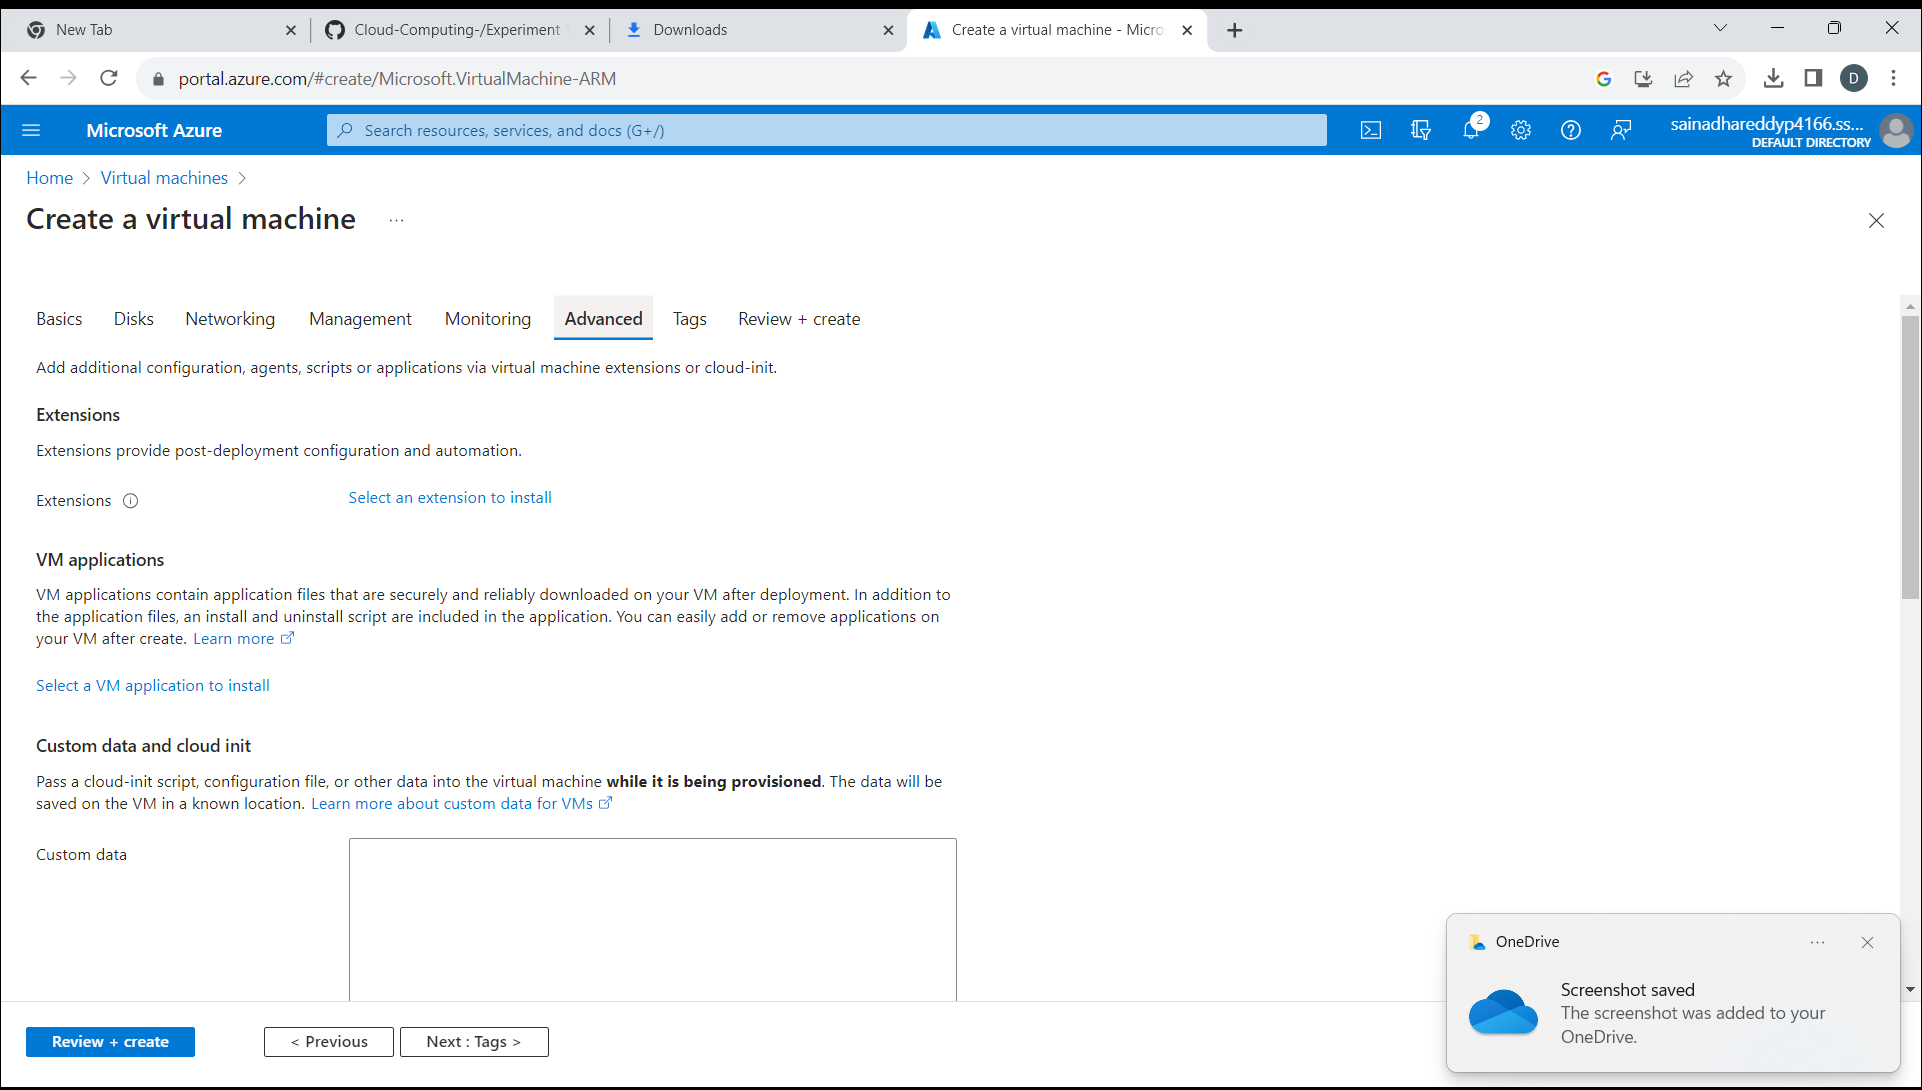 New Tab
Cloud-Computing-/Experiment
Downloads
Create a virtual machine - Micro
portal.azure.com/#create/Microsoft.VirtualMachine-ARM
D
Microsoft Azure
Search resources, services, and docs (G+/)
2
sainadhareddyp4166.ss...
DEFAULT DIRECTORY
Home > Virtual machines >
Create a virtual machine ...
Basics Disks Networking Management Monitoring Advanced Tags Review + create
Add additional configuration, agents, scripts or applications via virtual machine extensions or cloud-init.
Extensions
Extensions provide post-deployment configuration and automation.
Extensions
Select an extension to install
VM applications
VM applications contain application files that are securely and reliably downloaded on your VM after deployment. In addition to
the application files, an install and uninstall script are included in the application. You can easily add or remove applications on
your VM after create. Learn more
Select a VM application to install
Custom data and cloud init
Pass a cloud-init script, configuration file, or other data into the virtual machine while it is being provisioned. The data will be
saved on the VM in a known location. Learn more about custom data for VMs
Custom data
OneDrive
Screenshot saved
The screenshot was added to your
OneDrive.
Review + create
< Previous
Next : Tags >